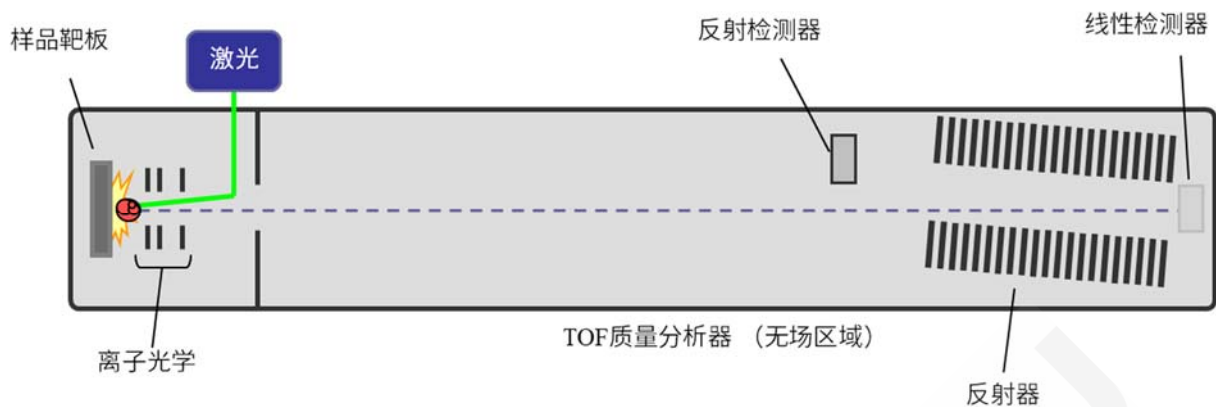 样品靶板
激光
反射检测器
线性检测器
离子光学
TOF质量分析器 （无场区域）
反射器